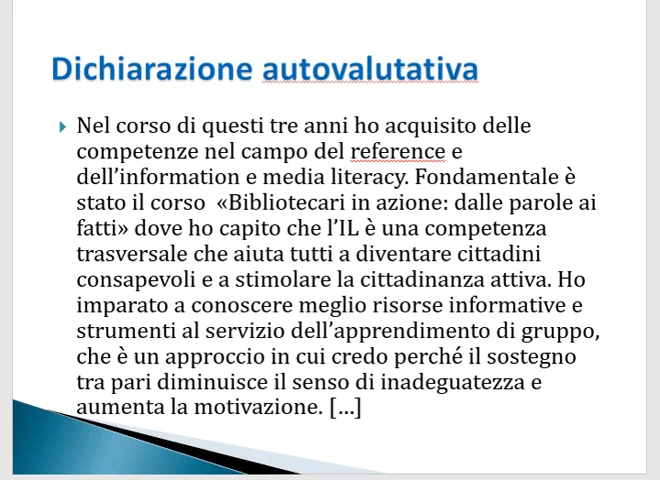 Dichiarazione autovalutativa
Nel corso di questi tre anni ho acquisito delle
competenze nel campo del reference e
dell’information e media literacy. Fondamentale è
stato il corso «Bibliotecari in azione: dalle parole ai
fatti» dove ho capito che l’IL è una competenza
trasversale che aiuta tutti a diventare cittadini
consapevoli e a stimolare la cittadinanza attiva. Ho
imparato a conoscere meglio risorse informative e
strumenti al servizio dell’apprendimento di gruppo,
che è un approccio in cui credo perché il sostegno
tra pari diminuisce il senso di inadeguatezza e
aumenta la motivazione. […]